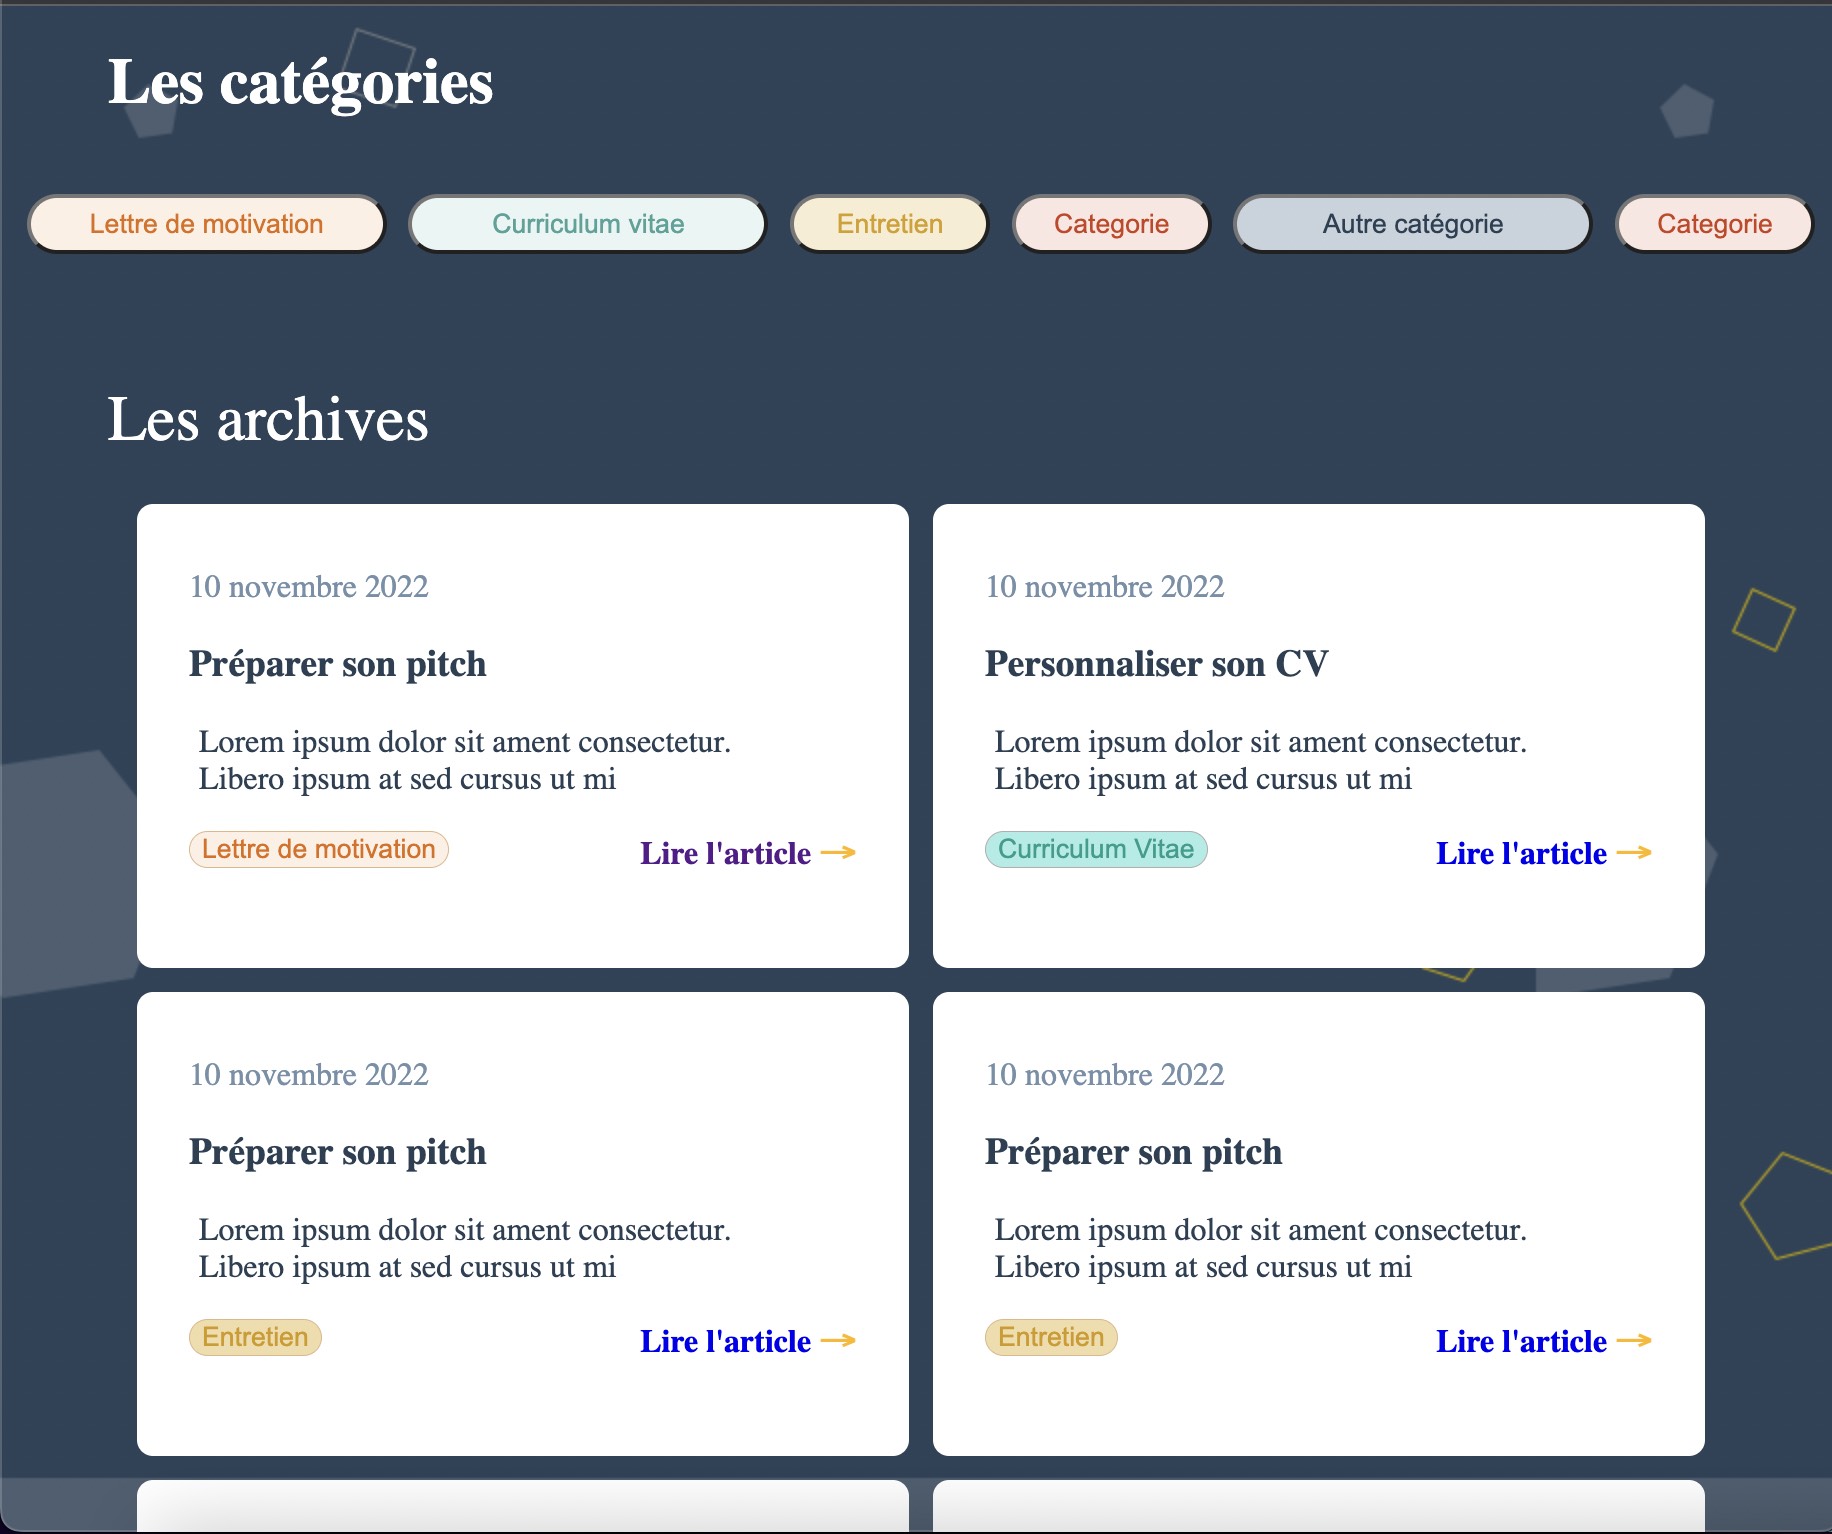 Les catégories
Lettre de motivation
Curriculum vitae
Entretien
Categorie
Autre catégorie
Categorie
Les archives
10 novembre 2022
Préparer son pitch
Lorem ipsum dolor sit ament consectetur.
Libero ipsum at sed cursus ut mi
Lettre de motivation
Lire l'article →
10 novembre 2022
Personnaliser son CV
Lorem ipsum dolor sit ament consectetur.
Libero ipsum at sed cursus ut mi
Curriculum Vitae
Lire l'article →
10 novembre 2022
Préparer son pitch
Lorem ipsum dolor sit ament consectetur.
Libero ipsum at sed cursus ut mi
Entretien
Lire l'article →
10 novembre 2022
Préparer son pitch
Lorem ipsum dolor sit ament consectetur.
Libero ipsum at sed cursus ut mi
Entretien
Lire l'article →